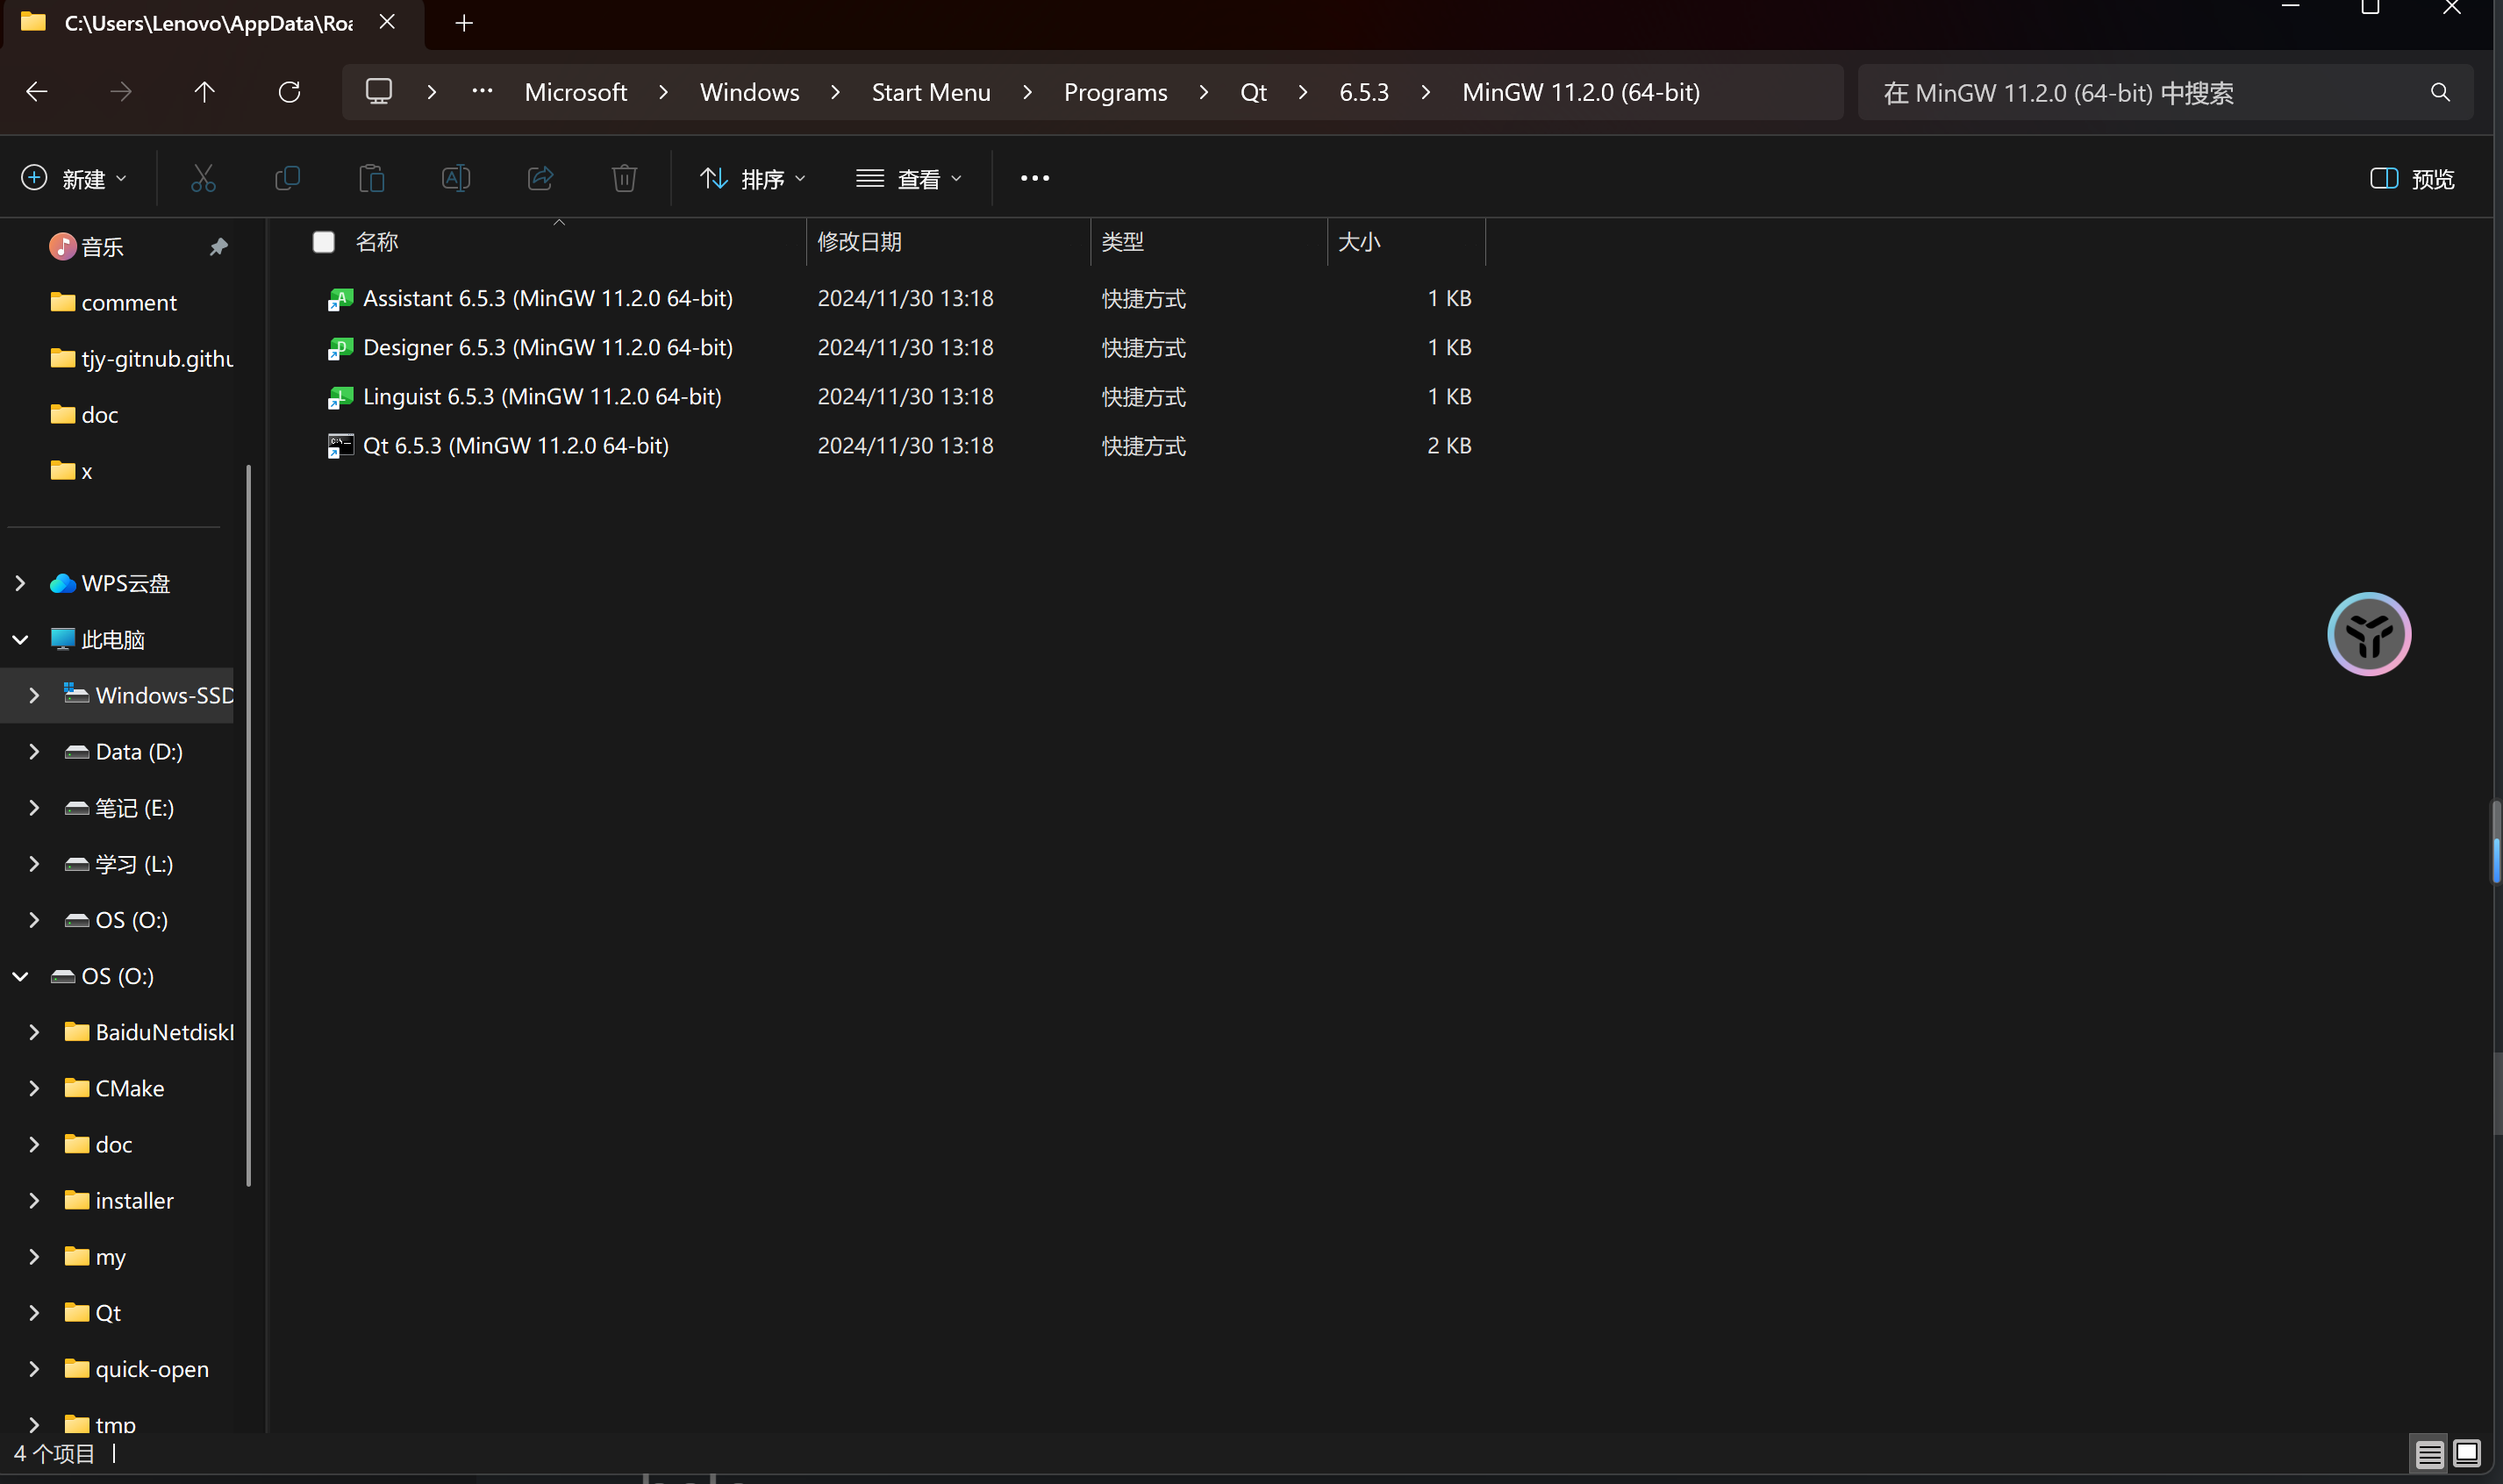 C:\Users\Lenovo\AppData\Roa
Microsoft > Windows > Start Menu > Programs > Qt > 6.5.3 > MinGW 11.2.0 (64-bit)
在 MinGW 11.2.0 (64-bit) 中搜索
新建
排序
查看
预览
名称 修改日期 类型 大小
Assistant 6.5.3 (MinGW 11.2.0 64-bit) 2024/11/30 13:18 快捷方式 1 KB
Designer 6.5.3 (MinGW 11.2.0 64-bit) 2024/11/30 13:18 快捷方式 1 KB
Linguist 6.5.3 (MinGW 11.2.0 64-bit) 2024/11/30 13:18 快捷方式 1 KB
Qt 6.5.3 (MinGW 11.2.0 64-bit) 2024/11/30 13:18 快捷方式 2 KB
音乐
comment
tjy-gitnub.githu
doc
x
WPS云盘
此电脑
Windows-SSD
Data (D:)
笔记 (E:)
学习 (L:)
OS (O:)
OS (O:)
BaiduNetdisk
CMake
doc
installer
my
Qt
quick-open
tmp
4 个项目